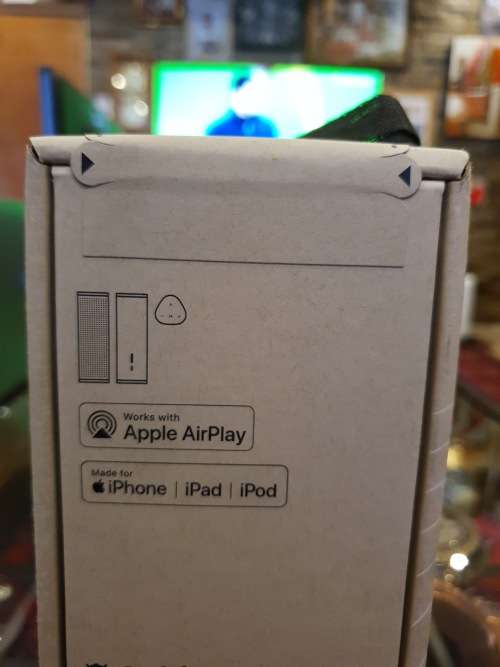 Works with
Apple AirPlay
Made for
iPhone | iPad | iPod